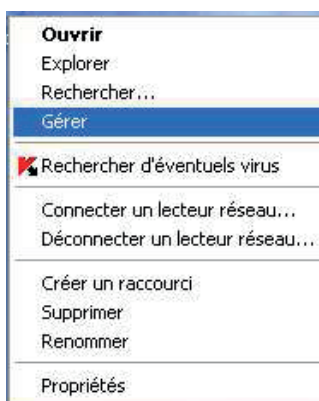 Ouvrir
Explorer
Rechercher...
Gérer
Rechercher d'éventuels virus
Connecter un lecteur réseau...
Déconnecter un lecteur réseau...
Créer un raccourci
Supprimer
Renommer
Propriétés